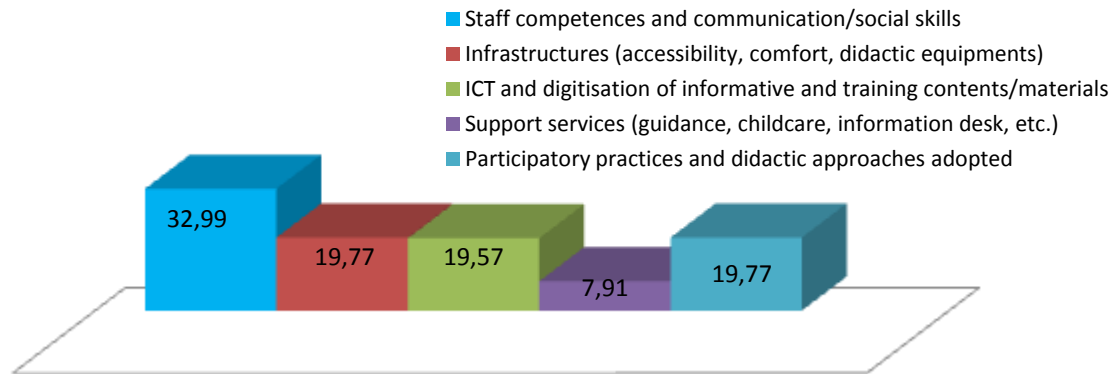 Staff competences and communication/social skills
Infrastructures (accessibility, comfort, didactic equipments)
ICT and digitisation of informative and training contents/materials
Support services (guidance, childcare, information desk, etc.)
Participatory practices and didactic approaches adopted
32,99
19,77
19,57
7,91
19,77